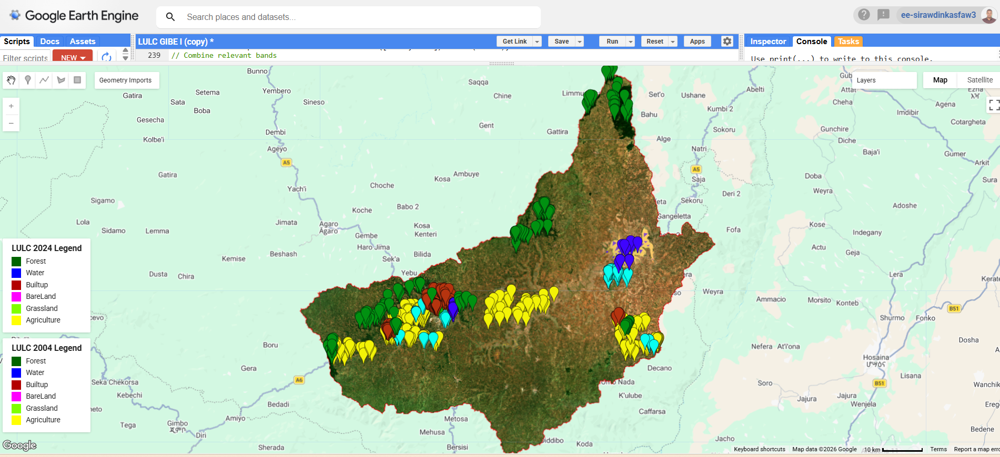 Google Earth Engine
Search places and datasets...
ee-sirawdinkasfaw3
Scripts
Docs
Assets
LULC GIBE I (copy) *
Get Link
Save
Run
Reset
Apps
Inspector
Console
Tasks
Filter scripts
NEW
239
// Combine relevant bands
Use print(...) to write to this console.
Geometry Imports
Layers
Map
Satellite
+
−
Bunno
Saqqa
Attat
Abelti
Gatira
Setema
Yembero
Chine
Limmu
Set'o
Ushane
Cheha
Agena
Sata
Sineso
Boba
Kumbi 2
Imdibir
Gesecha
Bahu
Cotargheta
Gent
Gattira
Sokoru
Gunchire
Dembi
Kolbe'i
Alge
Diche
Ageyo
Natri
Baja'i
Gumer
Arkit
A5
A5
Gatira
Ambuye
Kosa
Saja
Doba
Sura
Choche
Yach'i
Weyra
Deri 2
Sigamo
Babo 2
Sekoru
Adoshe
Koche
Gangeletta
Lola
Jimata
Agaro
Āgaro
Kosa
Kenteri
Kose
Sidamo
Lemma
Fofa
Indegany
Gembe
Haro Jima
Actu
Geja
Beshash
Bilida
Kemise
Sek'a
Yebu
Lera
Dusta
Chira
Weyrra
Ammacio
Morsito
Konteb
B51
Shurmo
Fonko
Boru
Nefera
At'i'ona
Dosha
Hosaina
ሆሣዕና
Gera
A6
Decano
Lisana
Seka Chekorsa
Omo Nada
Soro
B51
Wanchik
Kebechi
K'ulube
Jajura
Jajura
Wenjela
Bedadi
Caffarsa
Amiyo
Metosa
Tega
Gimbo
ጊምቦ
Diri
Mehusa
Bedene
Jacho
Sherada
Bersisi
Koda
LULC 2024 Legend
Forest
Water
Builtup
BareLand
Grassland
Agriculture
LULC 2004 Legend
Forest
Water
Builtup
BareLand
Grassland
Agriculture
Google
Keyboard shortcuts
Map data ©2026 Google
10 km
Terms
Report a map erro